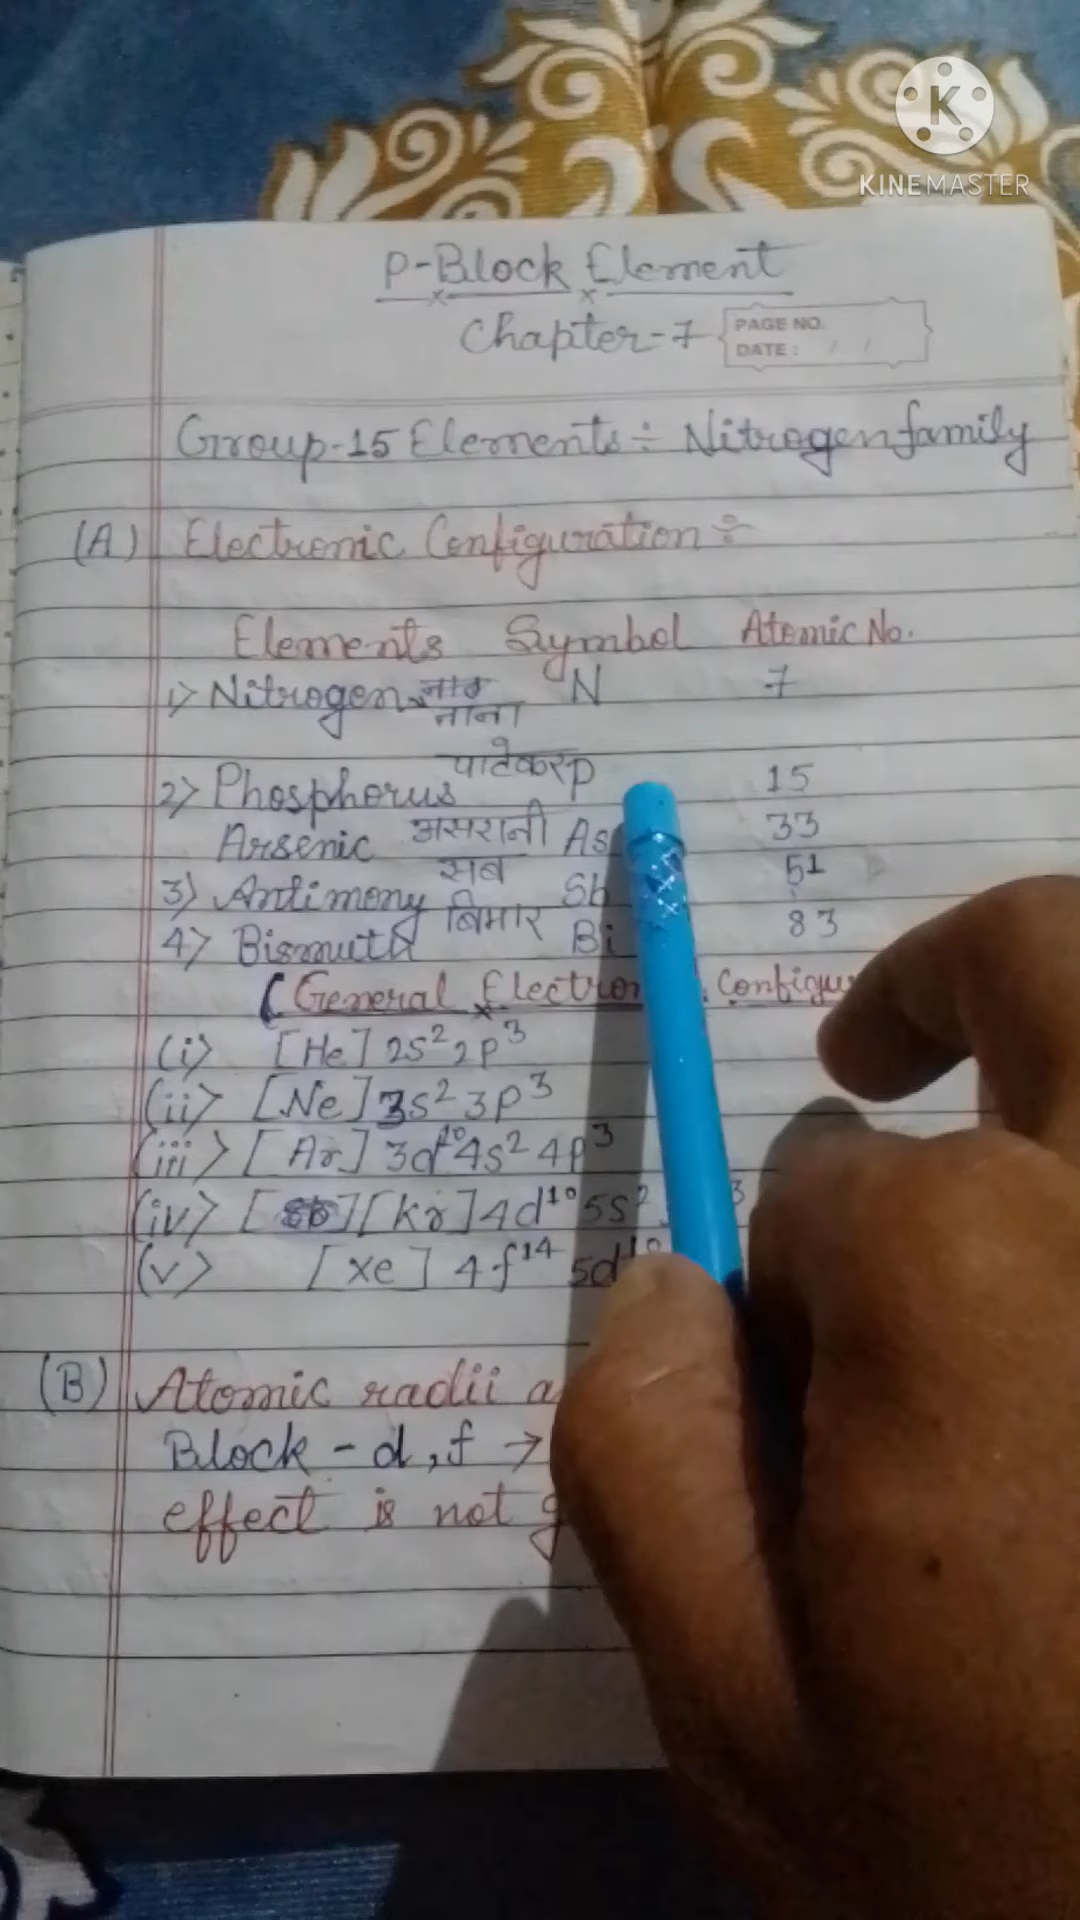 K
KINEMASTER
P-Block Element
Chapter-7
PAGE NO.
DATE : / /
Group-15 Elements ÷ Nitrogen family
(A) Electronic Configuration ÷
Elements Symbol Atomic No.
1) Nitrogen नाना N 7
पाटेकर
2) Phosphorus P 15
Arsenic असरानी As 33
सब
3) Antimony Sb 51
4) Bismuth बिमार Bi 83
(General Electron Configu
(i) [He] 2s² 2p³
(ii) [Ne] 3s² 3p³
(iii) [Ar] 3d¹⁰ 4s² 4p³
(iv) [Kr] 4d¹⁰ 5s² 3
(v) [Xe] 4f¹⁴ 5d¹⁰
(B) Atomic radii a
Block - d, f →
effect is not g